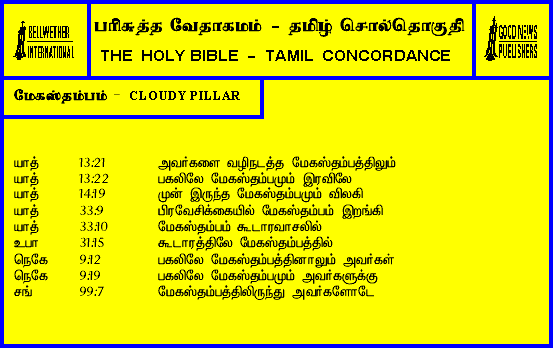 BELLWETHER
INTERNATIONAL
பரிசுத்த வேதாகமம் - தமிழ் சொல்தொகுதி
THE HOLY BIBLE - TAMIL CONCORDANCE
GOOD NEWS
PUBLISHERS
மேகஸ்தம்பம் - CLOUDY PILLAR
யாத் 13:21 அவர்களை வழிநடத்த மேகஸ்தம்பத்திலும்
யாத் 13:22 பகலிலே மேகஸ்தம்பமும் இரவிலே
யாத் 14:19 முன் இருந்த மேகஸ்தம்பமும் விலகி
யாத் 33:9 பிரவேசிக்கையில் மேகஸ்தம்பம் இறங்கி
யாத் 33:10 மேகஸ்தம்பம் கூடாரவாசலில்
உபா 31:15 கூடாரத்திலே மேகஸ்தம்பத்தில்
நெகே 9:12 பகலிலே மேகஸ்தம்பத்தினாலும் அவர்கள்
நெகே 9:19 பகலிலே மேகஸ்தம்பமும் அவர்களுக்கு
சங் 99:7 மேகஸ்தம்பத்திலிருந்து அவர்களோடே